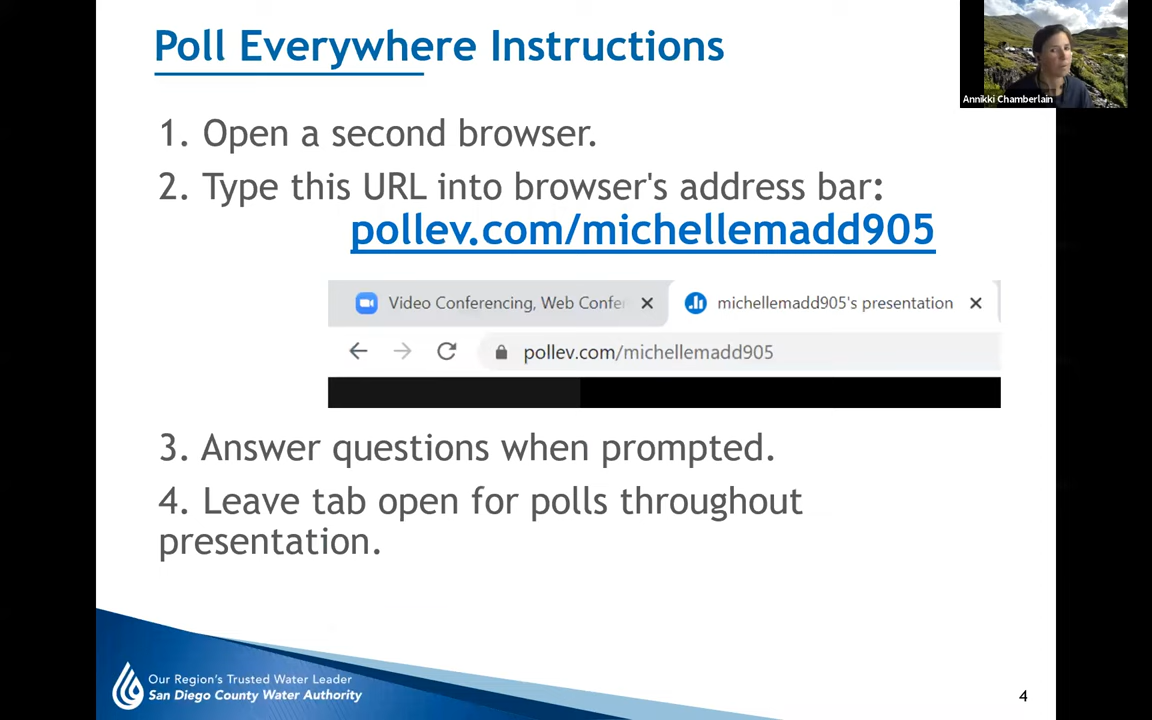 Poll Everywhere Instructions
Annikki Chamberlain
1. Open a second browser.
2. Type this URL into browser's address bar:
pollev.com/michellemadd905
Video Conferencing, Web Confe
michellemadd905's presentation
pollev.com/michellemadd905
3. Answer questions when prompted.
4. Leave tab open for polls throughout
presentation.
Our Region's Trusted Water Leader
San Diego County Water Authority
4